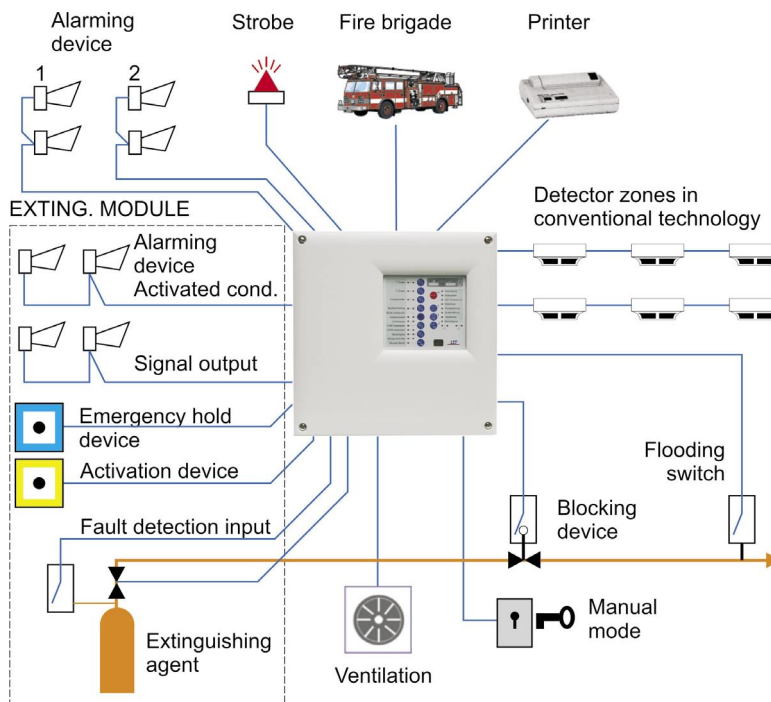 Alarming
device
1
2
Strobe
Fire brigade
Printer
Detector zones in
conventional technology
EXTING. MODULE
Alarming
device
Activated cond.
Signal output
Emergency hold
device
Activation device
Fault detection input
Flooding
switch
Blocking
device
Extinguishing
agent
Ventilation
Manual
mode